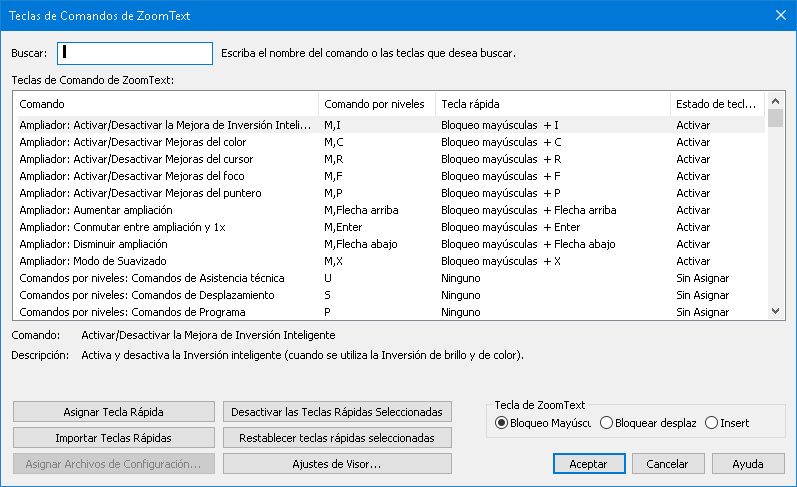 Teclas de Comandos de ZoomText
Buscar: Escriba el nombre del comando o las teclas que desea buscar.
Teclas de Comando de ZoomText:
Comando Comando por niveles Tecla rápida Estado de tecl...
Ampliador: Activar/Desactivar la Mejora de Inversión Inteli... M,I Bloqueo mayúsculas + I Activar
Ampliador: Activar/Desactivar Mejoras del color M,C Bloqueo mayúsculas + C Activar
Ampliador: Activar/Desactivar Mejoras del cursor M,R Bloqueo mayúsculas + R Activar
Ampliador: Activar/Desactivar Mejoras del foco M,F Bloqueo mayúsculas + F Activar
Ampliador: Activar/Desactivar Mejoras del puntero M,P Bloqueo mayúsculas + P Activar
Ampliador: Aumentar ampliación M,Flecha arriba Bloqueo mayúsculas + Flecha arriba Activar
Ampliador: Conmutar entre ampliación y 1x M,Enter Bloqueo mayúsculas + Enter Activar
Ampliador: Disminuir ampliación M,Flecha abajo Bloqueo mayúsculas + Flecha abajo Activar
Ampliador: Modo de Suavizado M,X Bloqueo mayúsculas + X Activar
Comandos por niveles: Comandos de Asistencia técnica U Ninguno Sin Asignar
Comandos por niveles: Comandos de Desplazamiento S Ninguno Sin Asignar
Comandos por niveles: Comandos de Programa P Ninguno Sin Asignar
Comando: Activar/Desactivar la Mejora de Inversión Inteligente
Descripción: Activa y desactiva la Inversión inteligente (cuando se utiliza la Inversión de brillo y de color).
Asignar Tecla Rápida Desactivar las Teclas Rápidas Seleccionadas
Importar Teclas Rápidas Restablecer teclas rápidas seleccionadas
Asignar Archivos de Configuración... Ajustes de Visor...
Tecla de ZoomText
Bloqueo Mayúscu Bloquear desplaz Insert
Aceptar Cancelar Ayuda